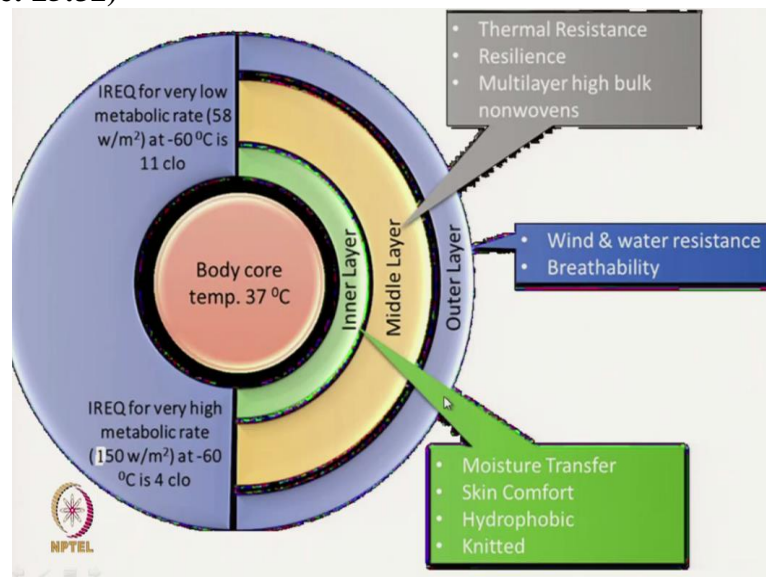 IREQ for very low
metabolic rate (58
w/m²) at -60 ⁰C is
11 clo
Body core
temp. 37 ⁰C
IREQ for very high
metabolic rate
(150 w/m²) at -60
⁰C is 4 clo
Inner Layer
Middle Layer
Outer Layer
• Thermal Resistance
• Resilience
• Multilayer high bulk
nonwovens
• Wind & water resistance
• Breathability
• Moisture Transfer
• Skin Comfort
• Hydrophobic
• Knitted
NPTEL